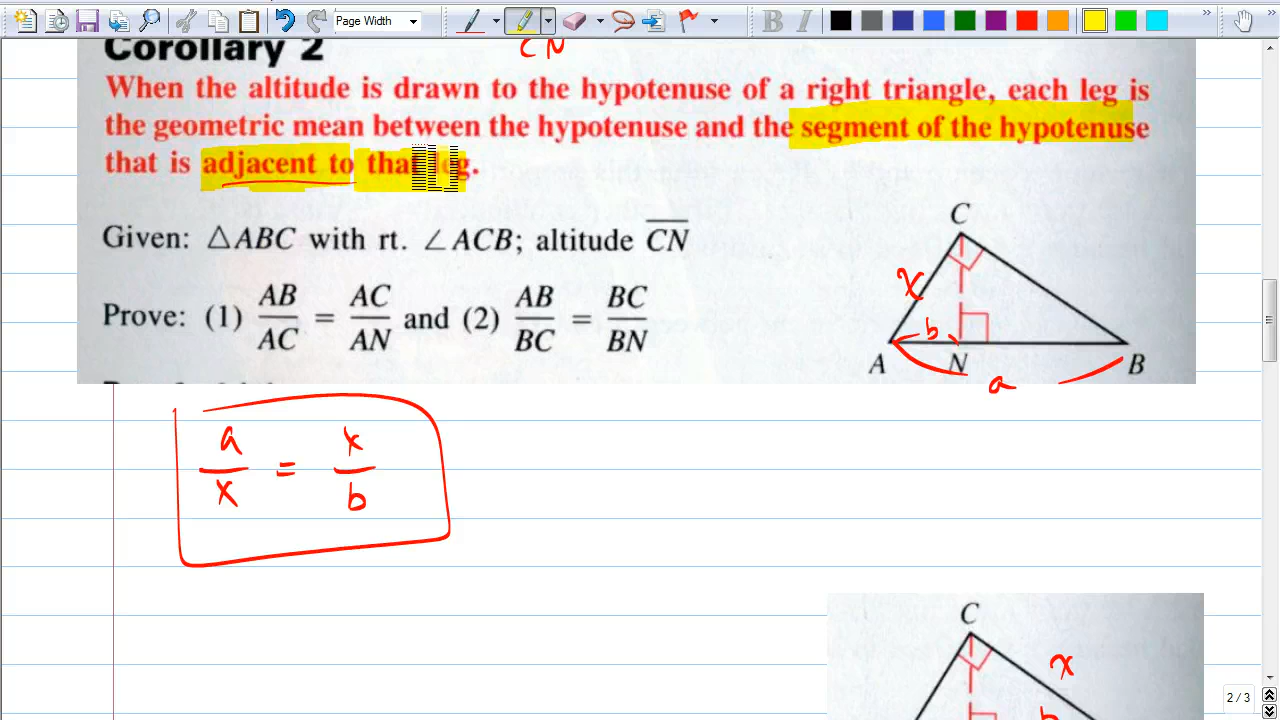 Page Width
B I
Corollary 2
CN
When the altitude is drawn to the hypotenuse of a right triangle, each leg is
the geometric mean between the hypotenuse and the segment of the hypotenuse
that is adjacent to that leg.
Given: △ABC with rt. ∠ACB; altitude C̅N̅
Prove: (1) AB/AC = AC/AN and (2) AB/BC = BC/BN
C
x
b
A N B
a
a/x = x/b
C
x
2 / 3